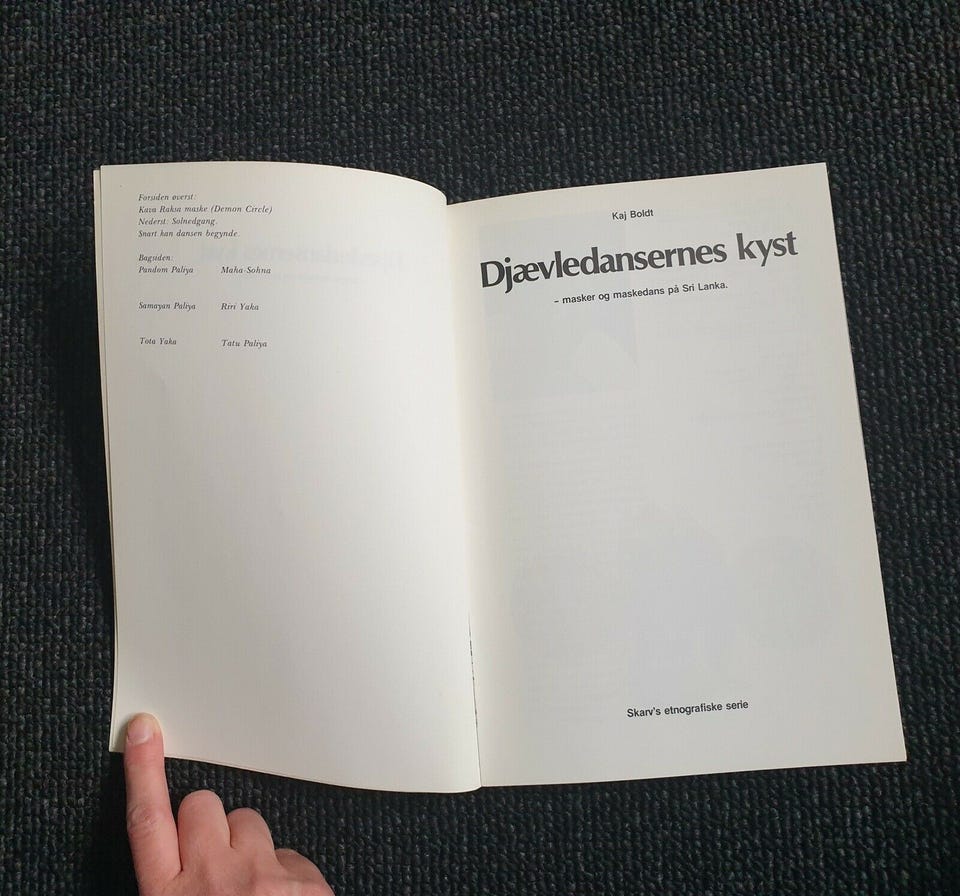 Forsiden øverst:
Kava Raksa maske (Demon Circle)
Nederst: Solnedgang.
Snart kan dansen begynde.
Bagsiden:
Pandom Paliya Maha-Sohna
Samayan Paliya Riri Yaka
Tota Yaka Tatu Paliya
Kaj Boldt
Djævledansernes kyst
– masker og maskedans på Sri Lanka.
Skarv's etnografiske serie